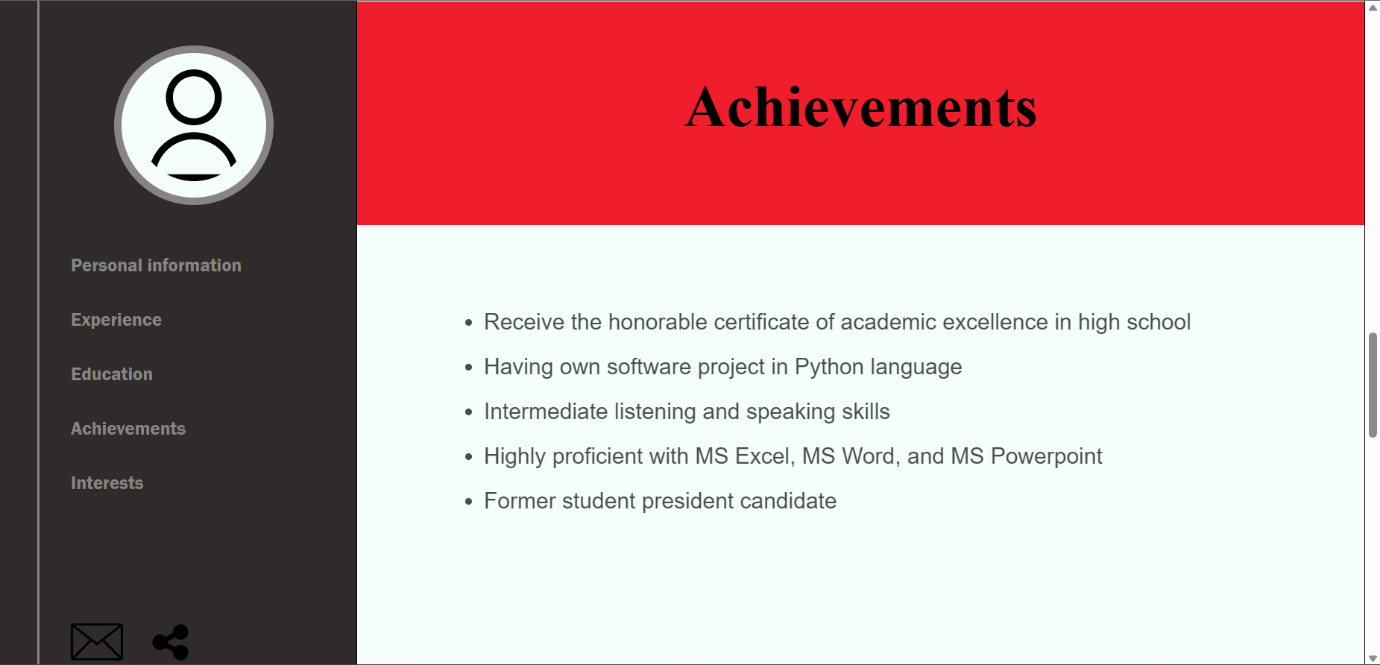 Personal information
Experience
Education
Achievements
Interests
Achievements
Receive the honorable certificate of academic excellence in high school
Having own software project in Python language
Intermediate listening and speaking skills
Highly proficient with MS Excel, MS Word, and MS Powerpoint
Former student president candidate